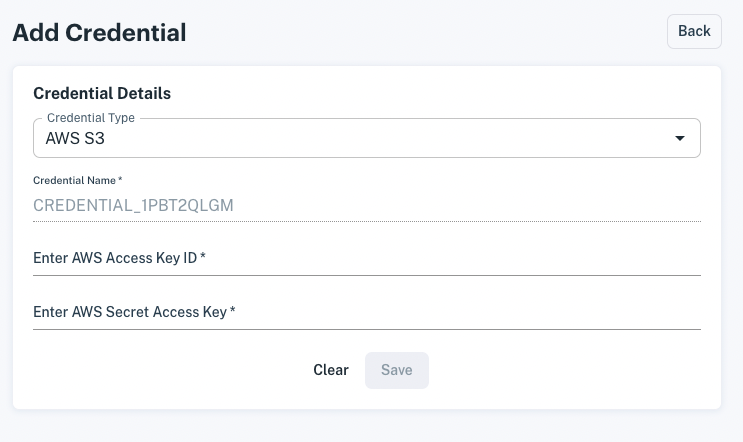 Add Credential
Back
Credential Details
Credential Type
AWS S3
Credential Name *
CREDENTIAL_1PBT2QLGM
Enter AWS Access Key ID *
Enter AWS Secret Access Key *
Clear
Save